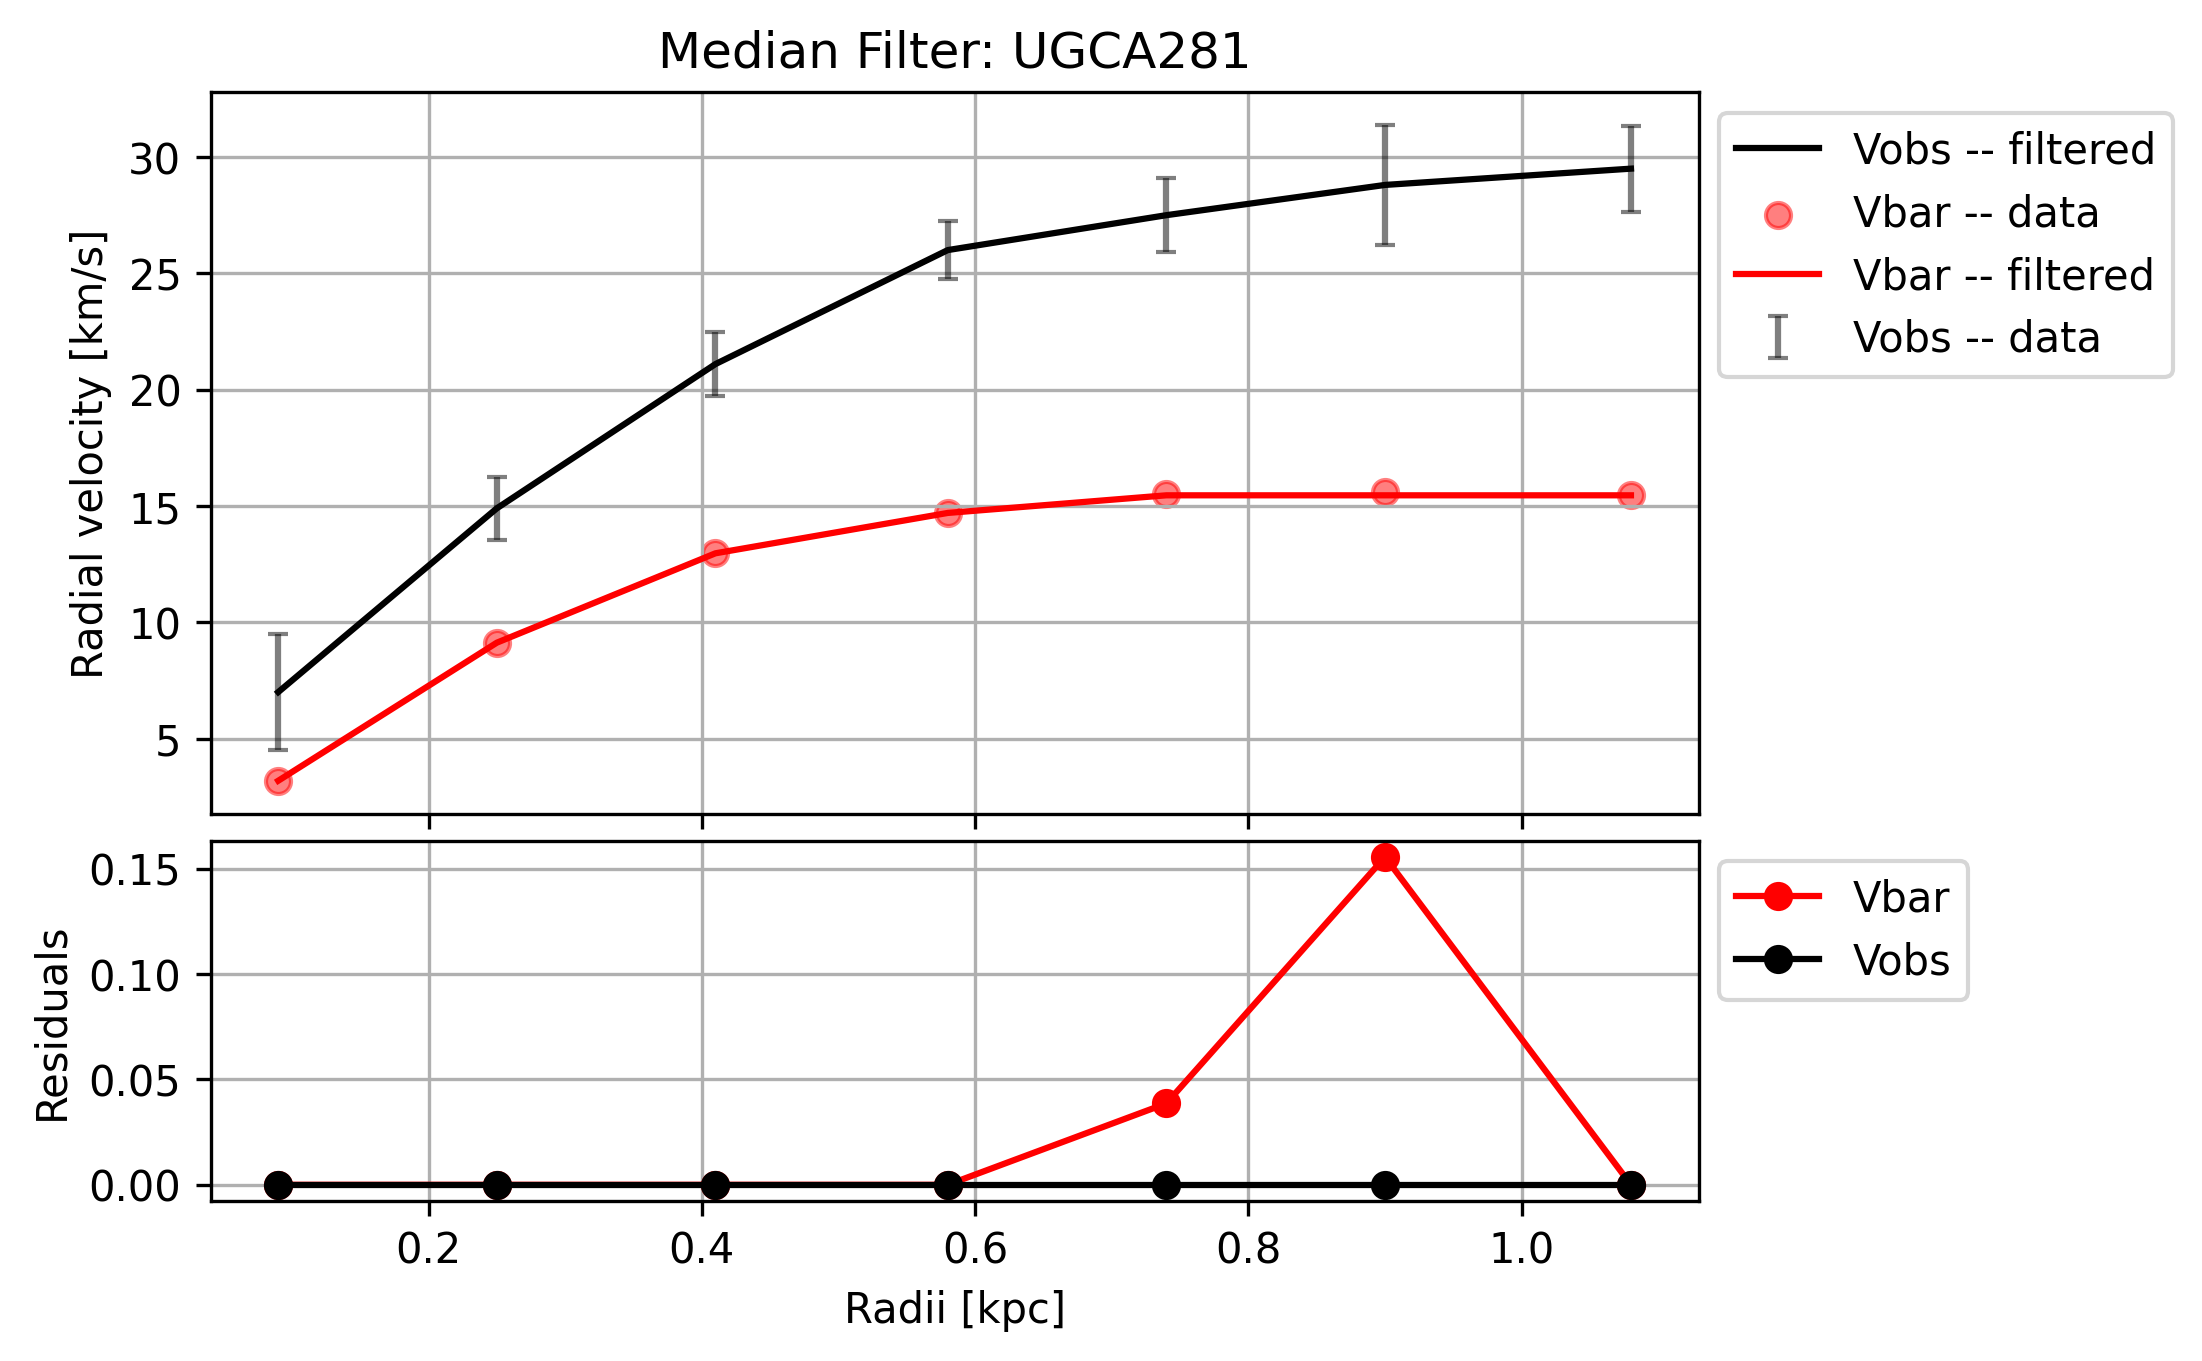 Median Filter: UGCA281
Radial velocity [km/s]
30
25
20
15
10
5
Vobs -- filtered
Vbar -- data
Vbar -- filtered
Vobs -- data
Residuals
0.15
0.10
0.05
0.00
Vbar
Vobs
0.2 0.4 0.6 0.8 1.0
Radii [kpc]